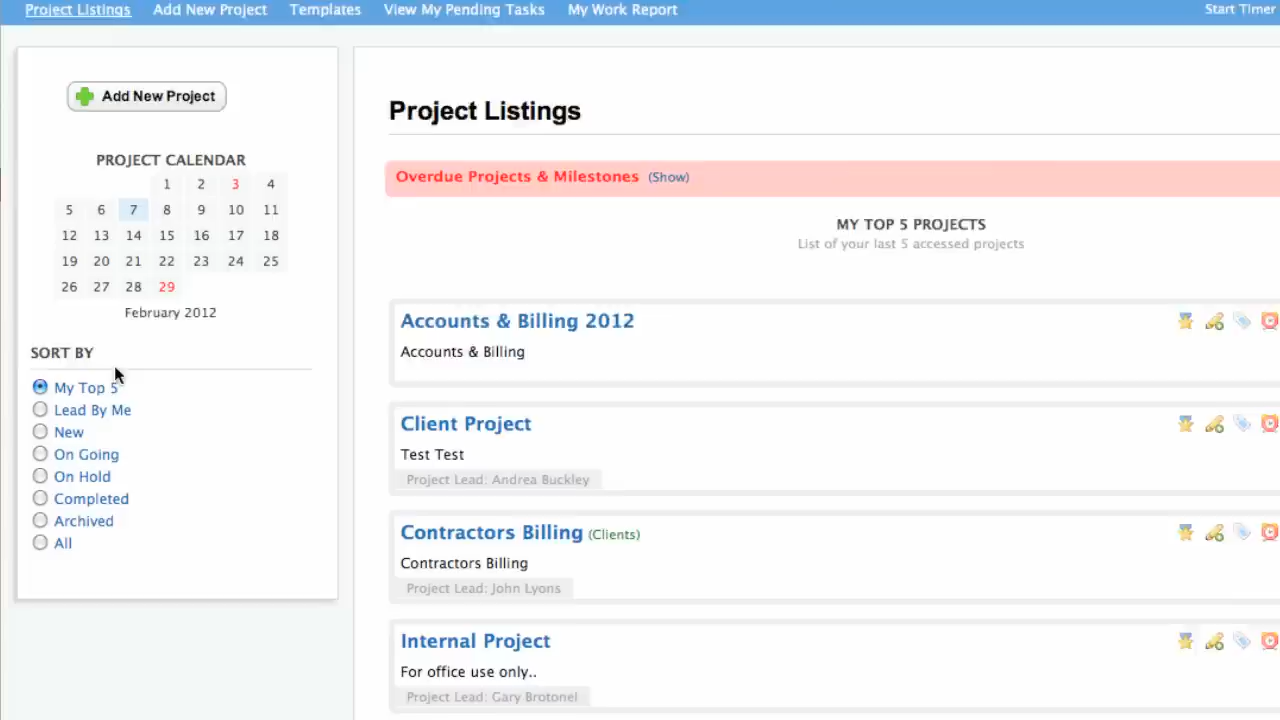 Project Listings Add New Project Templates View My Pending Tasks My Work Report Start Timer
Add New Project
PROJECT CALENDAR
1 2 3 4
5 6 7 8 9 10 11
12 13 14 15 16 17 18
19 20 21 22 23 24 25
26 27 28 29
February 2012
SORT BY
My Top 5
Lead By Me
New
On Going
On Hold
Completed
Archived
All
Project Listings
Overdue Projects & Milestones (Show)
MY TOP 5 PROJECTS
List of your last 5 accessed projects
Accounts & Billing 2012
Accounts & Billing
Client Project
Test Test
Project Lead: Andrea Buckley
Contractors Billing (Clients)
Contractors Billing
Project Lead: John Lyons
Internal Project
For office use only..
Project Lead: Gary Brotonel